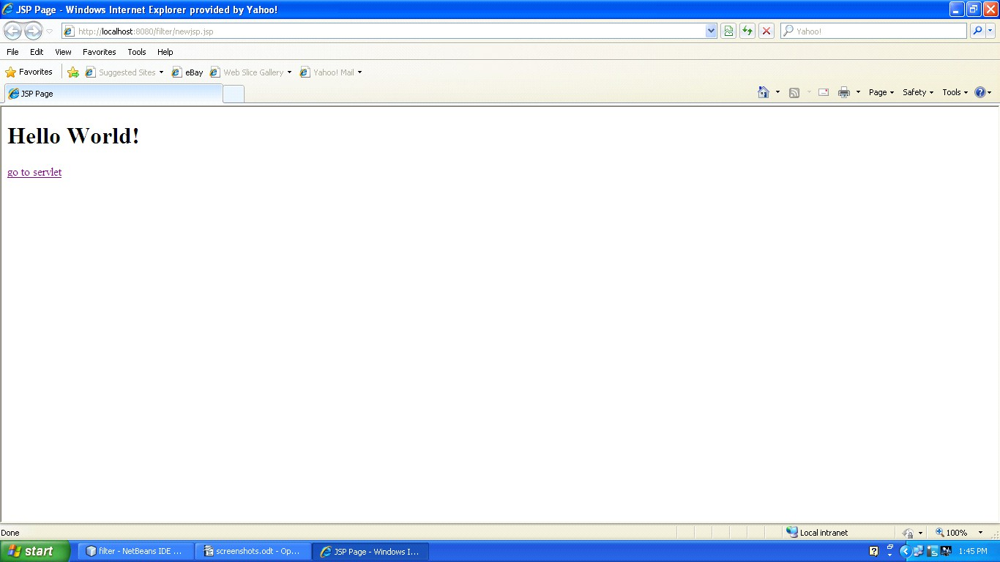 JSP Page - Windows Internet Explorer provided by Yahoo!
http://localhost:8080/filter/newjsp.jsp Yahoo!
File Edit View Favorites Tools Help
Favorites Suggested Sites eBay Web Slice Gallery Yahoo! Mail
JSP Page Page Safety Tools
Hello World!
go to servlet
Done Local intranet 100%
start filter - NetBeans IDE ... screenshots.odt - Op... JSP Page - Windows I... 1:45 PM